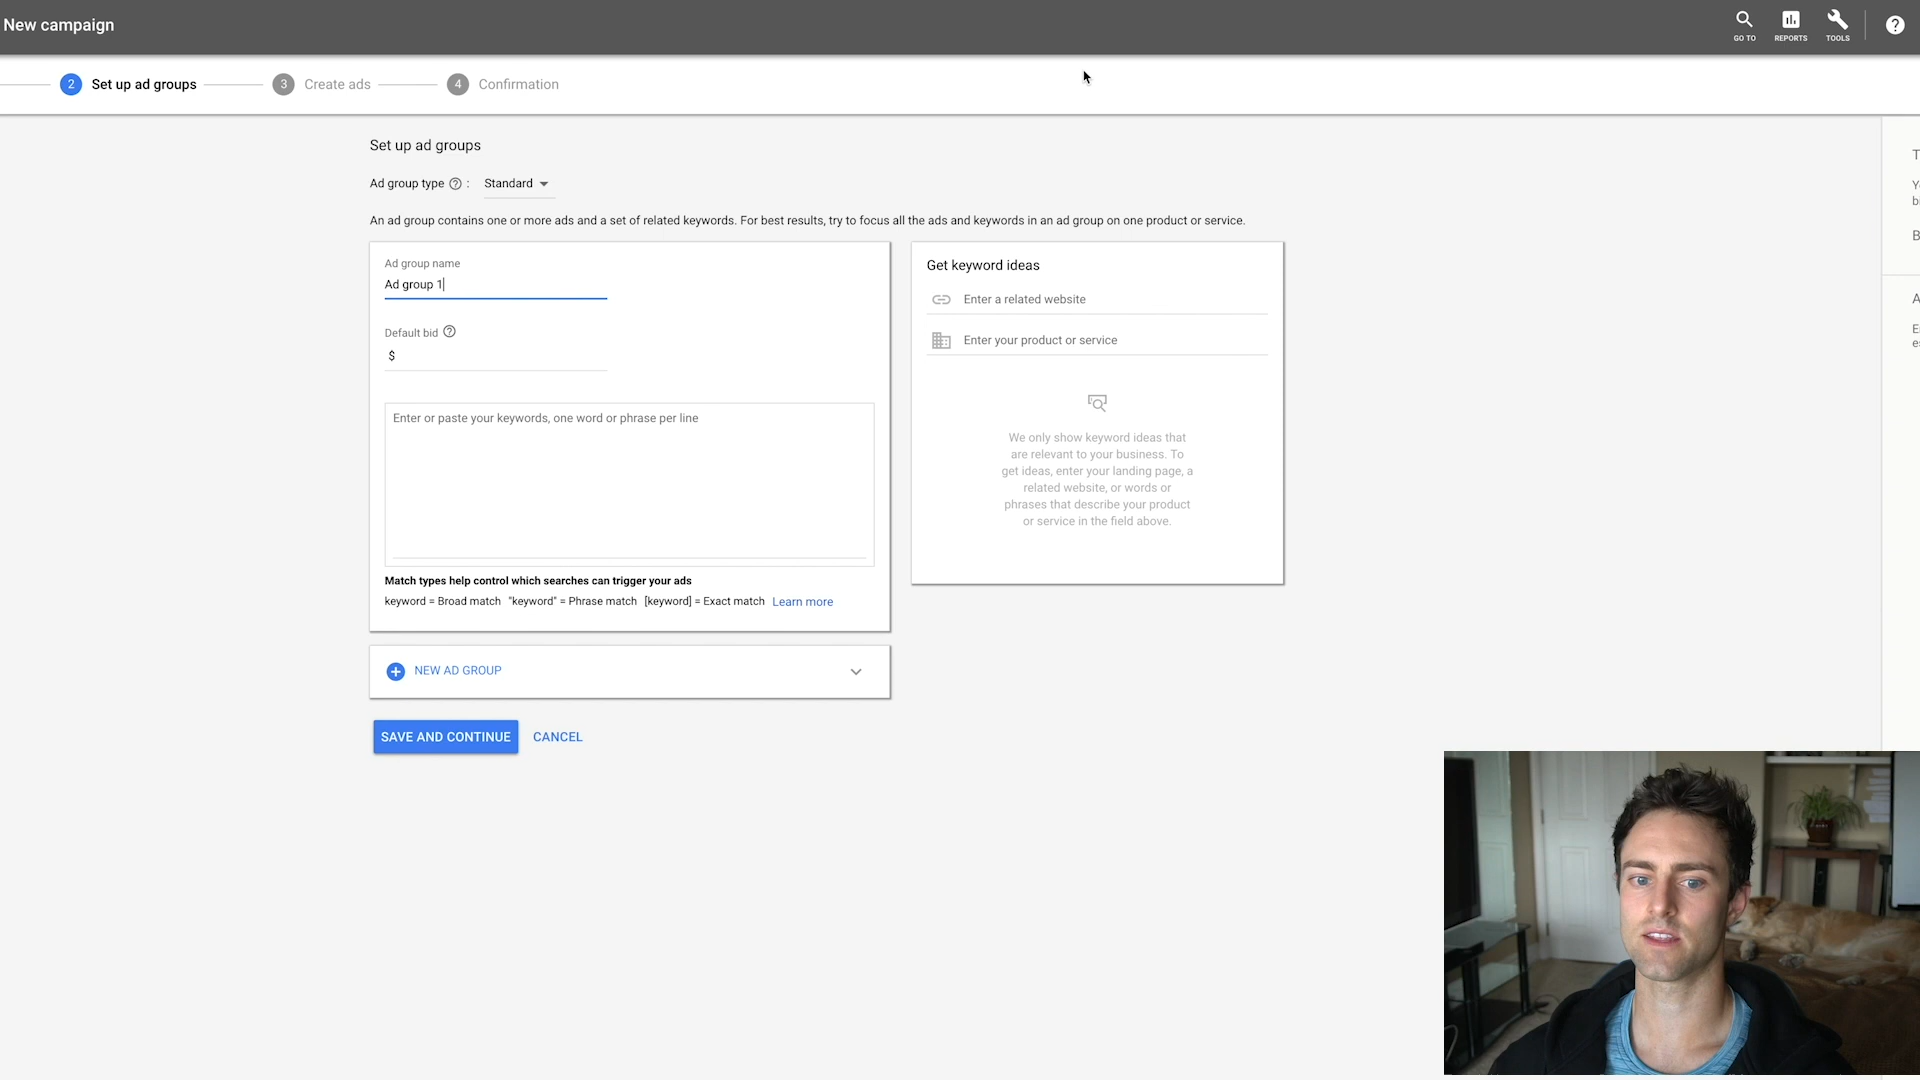 New campaign
GO TO
REPORTS
TOOLS
2 Set up ad groups
3 Create ads
4 Confirmation
Set up ad groups
Ad group type ? : Standard
An ad group contains one or more ads and a set of related keywords. For best results, try to focus all the ads and keywords in an ad group on one product or service.
Ad group name
Ad group 1
Default bid ?
$
Enter or paste your keywords, one word or phrase per line
Match types help control which searches can trigger your ads
keyword = Broad match "keyword" = Phrase match [keyword] = Exact match Learn more
NEW AD GROUP
SAVE AND CONTINUE
CANCEL
Get keyword ideas
Enter a related website
Enter your product or service
We only show keyword ideas that
are relevant to your business. To
get ideas, enter your landing page, a
related website, or words or
phrases that describe your product
or service in the field above.